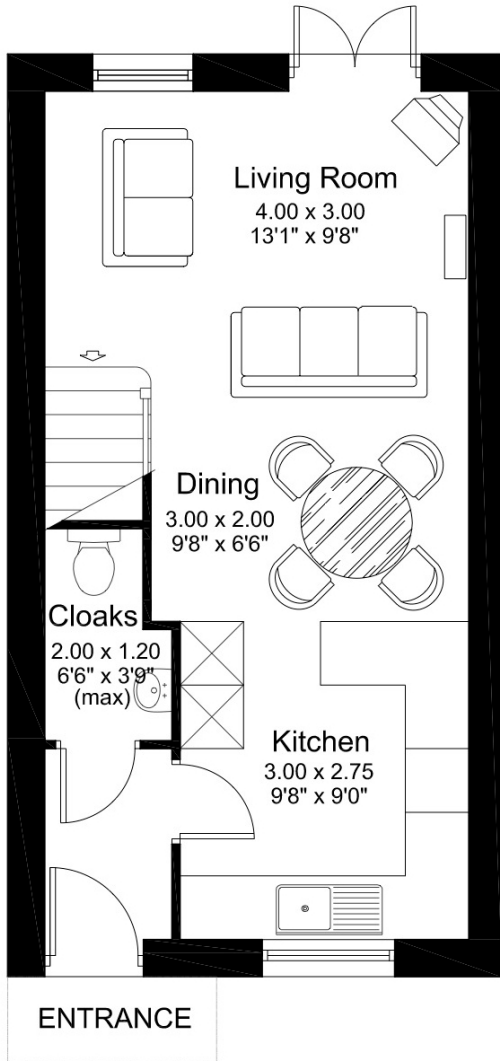 Living Room
4.00 x 3.00
13'1" x 9'8"
Dining
3.00 x 2.00
9'8" x 6'6"
Cloaks
2.00 x 1.20
6'6" x 3'9"
(max)
Kitchen
3.00 x 2.75
9'8" x 9'0"
ENTRANCE